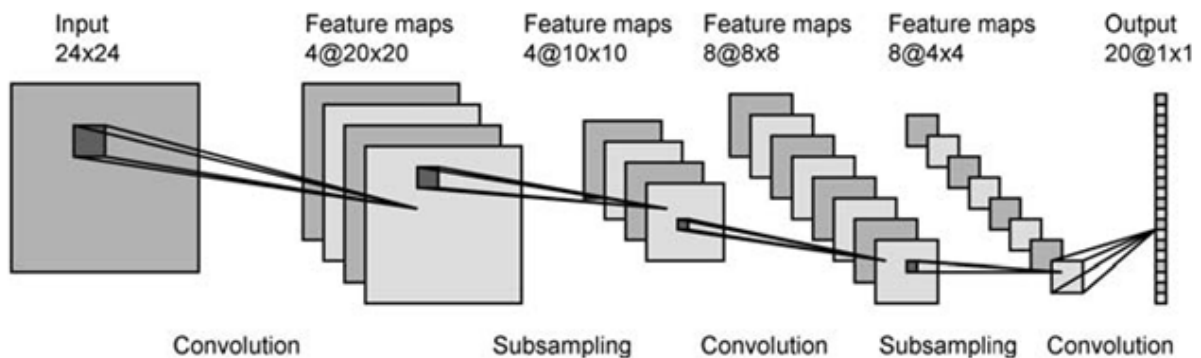 Input
24x24
Feature maps
4@20x20
Feature maps
4@10x10
Feature maps
8@8x8
Feature maps
8@4x4
Output
20@1x1
Convolution
Subsampling
Convolution
Subsampling
Convolution